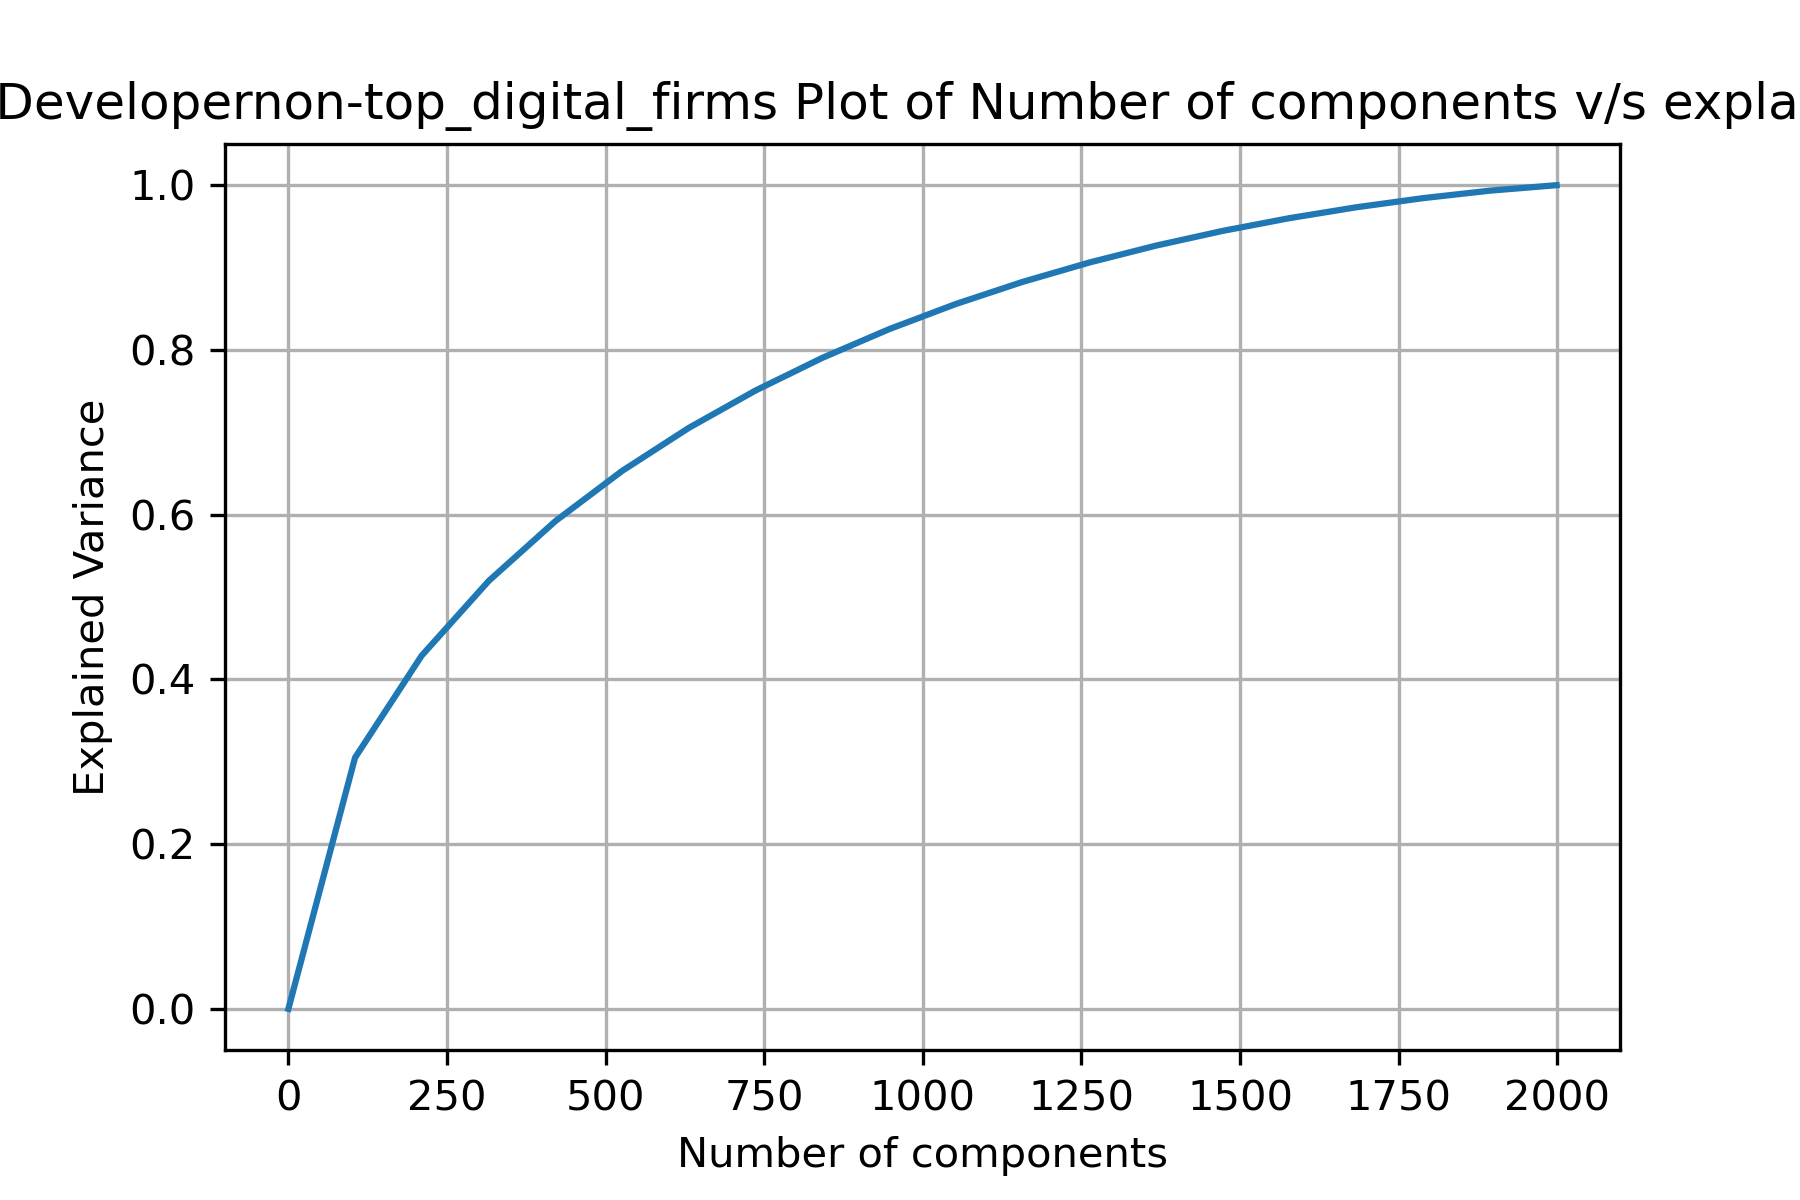 Developernon-top_digital_firms Plot of Number of components v/s expla
1.0
0.8
0.6
0.4
0.2
0.0
Explained Variance
0 250 500 750 1000 1250 1500 1750 2000
Number of components